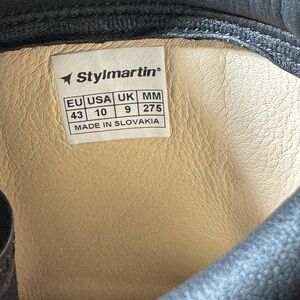 Stylmartin®
EU USA UK MM
43 10 9 275
MADE IN SLOVAKIA